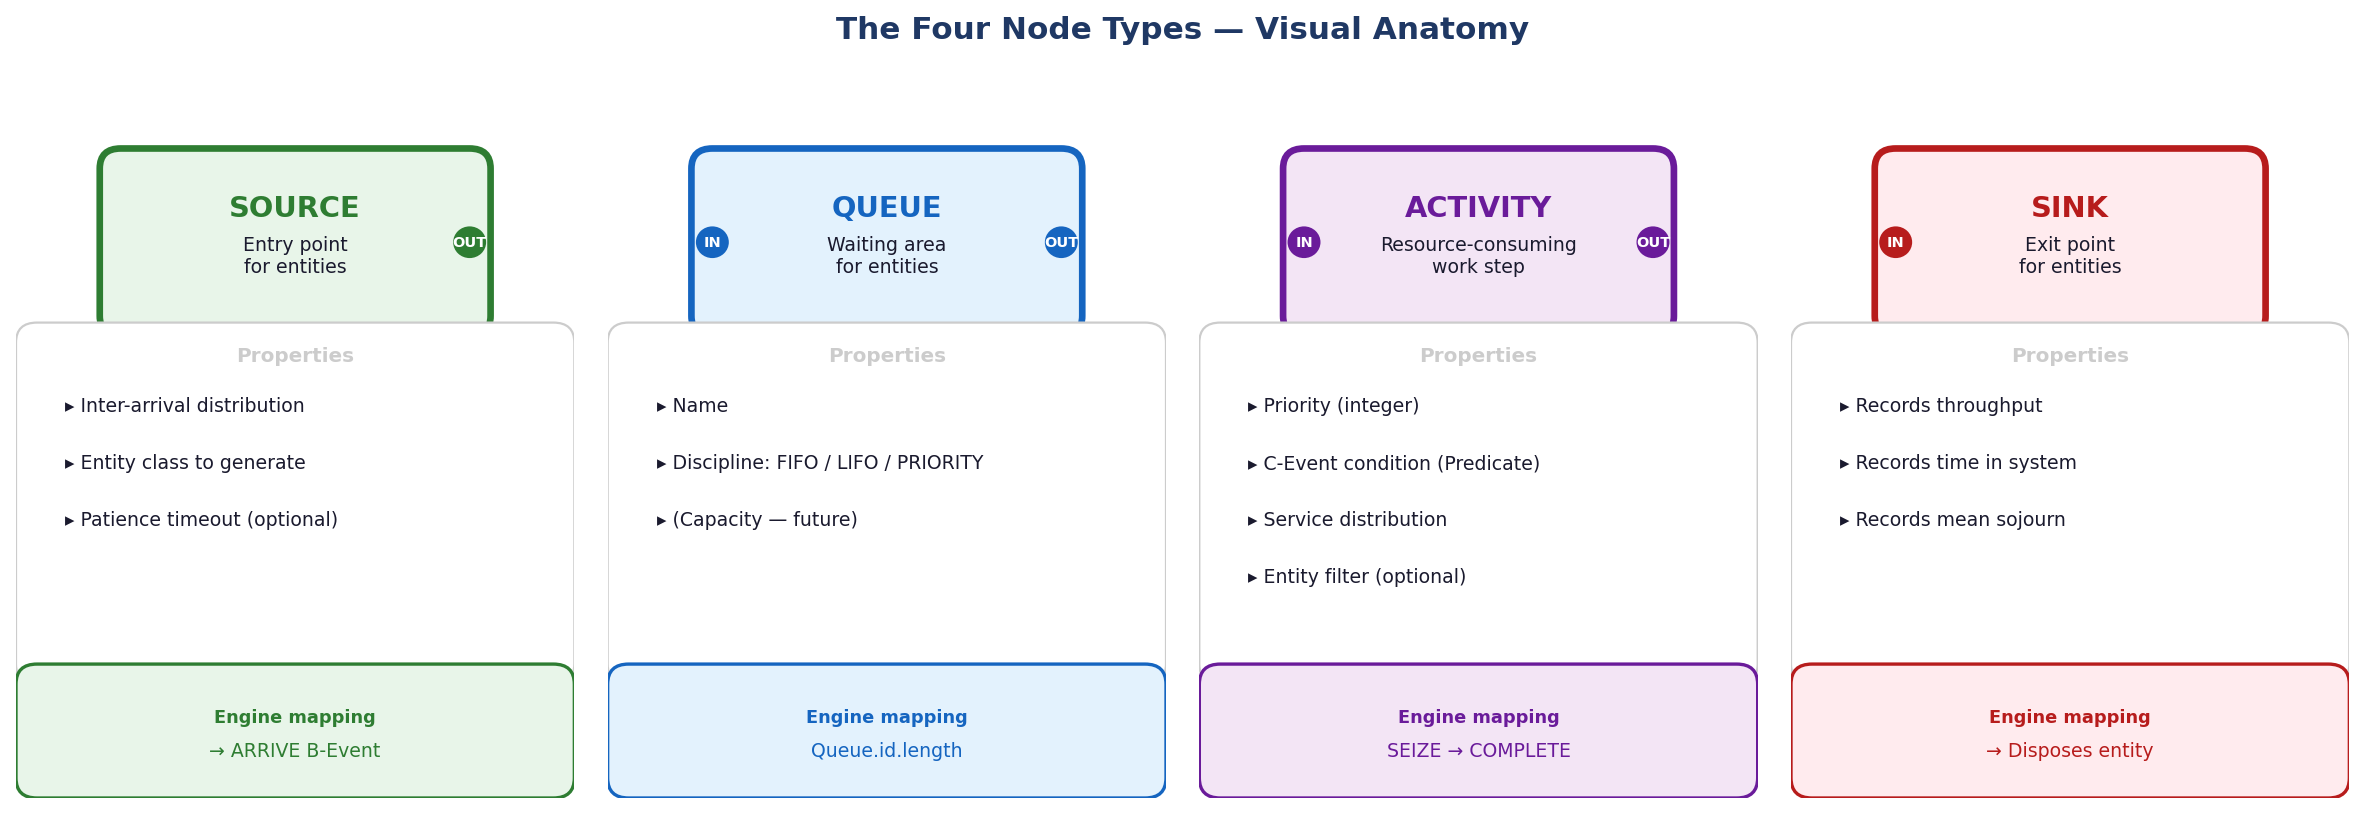 The Four Node Types — Visual Anatomy
SOURCE
Entry point
for entities
OUT
Properties
▸ Inter-arrival distribution
▸ Entity class to generate
▸ Patience timeout (optional)
Engine mapping
→ ARRIVE B-Event
QUEUE
IN
Waiting area
for entities
OUT
Properties
▸ Name
▸ Discipline: FIFO / LIFO / PRIORITY
▸ (Capacity — future)
Engine mapping
Queue.id.length
ACTIVITY
IN
Resource-consuming
work step
OUT
Properties
▸ Priority (integer)
▸ C-Event condition (Predicate)
▸ Service distribution
▸ Entity filter (optional)
Engine mapping
SEIZE → COMPLETE
SINK
IN
Exit point
for entities
Properties
▸ Records throughput
▸ Records time in system
▸ Records mean sojourn
Engine mapping
→ Disposes entity